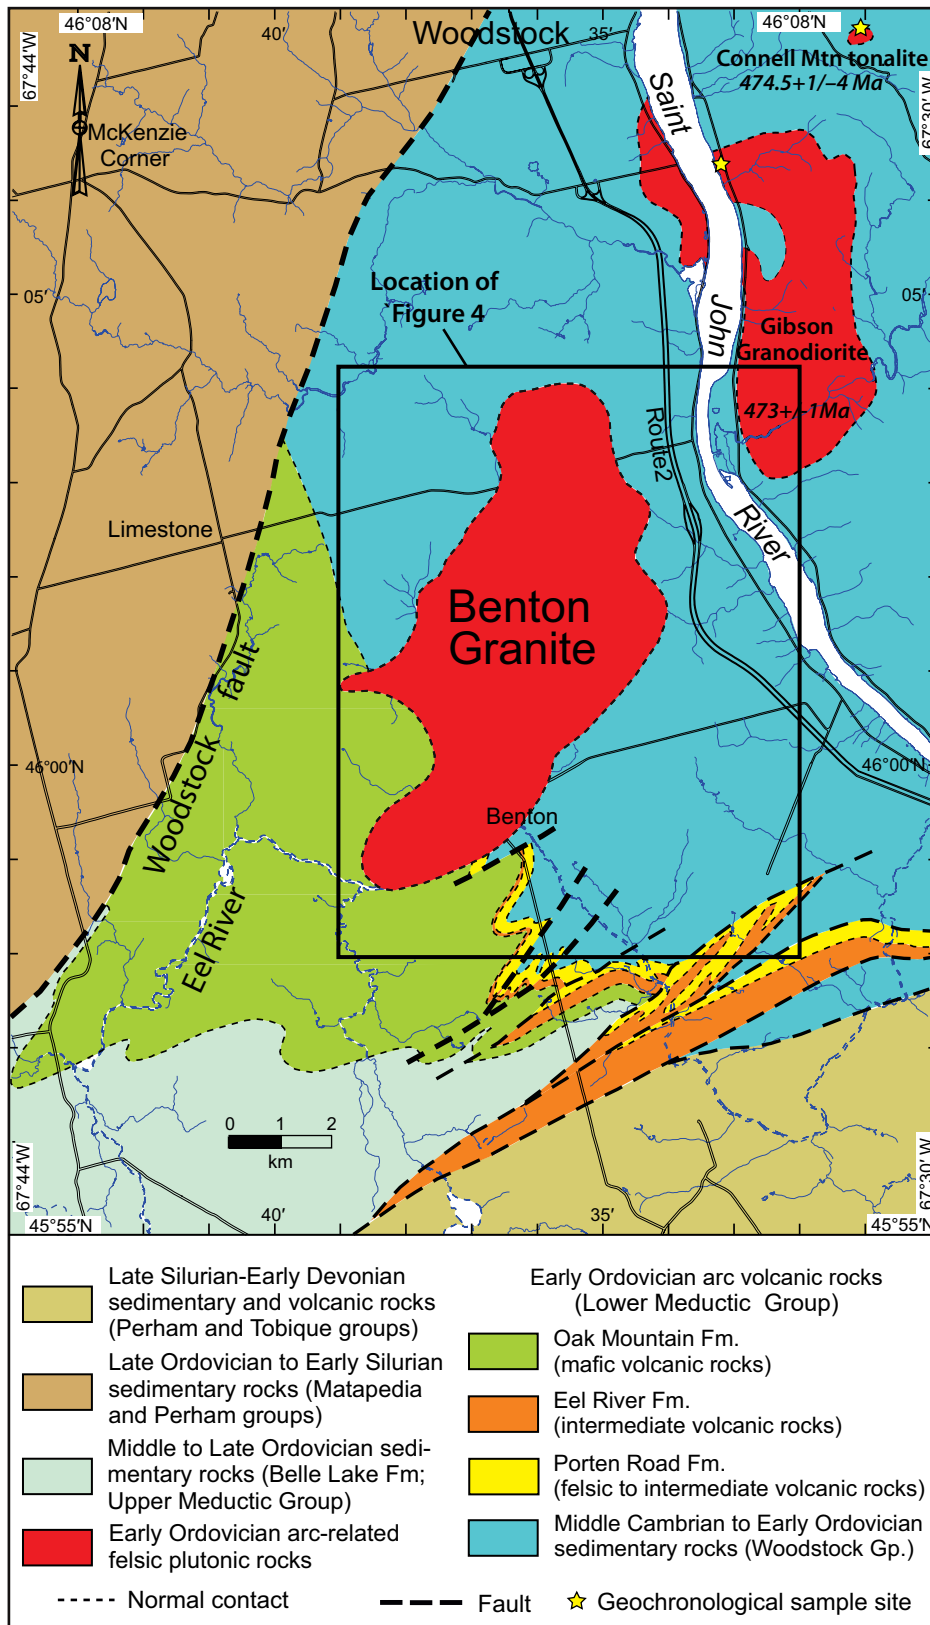 46°08′N
40′
Woodstock
35′
46°08′N
67°44′W
N
McKenzie
Corner
Saint
Connell Mtn tonalite
474.5+1/–4 Ma
67°30′ W
05′
Location of
Figure 4
John
05′
Gibson
Granodiorite
473+/–1Ma
Route2
Limestone
River
Benton
Granite
Woodstock fault
46°00′N
46°00′N
Benton
Eel River
0 1 2
km
67°44′W
67°30′ W
45°55′N
40′
35′
45°55′N
Late Silurian-Early Devonian
sedimentary and volcanic rocks
(Perham and Tobique groups)
Late Ordovician to Early Silurian
sedimentary rocks (Matapedia
and Perham groups)
Middle to Late Ordovician sedi-
mentary rocks (Belle Lake Fm;
Upper Meductic Group)
Early Ordovician arc-related
felsic plutonic rocks
Early Ordovician arc volcanic rocks
(Lower Meductic Group)
Oak Mountain Fm.
(mafic volcanic rocks)
Eel River Fm.
(intermediate volcanic rocks)
Porten Road Fm.
(felsic to intermediate volcanic rocks)
Middle Cambrian to Early Ordovician
sedimentary rocks (Woodstock Gp.)
Normal contact
Fault
Geochronological sample site